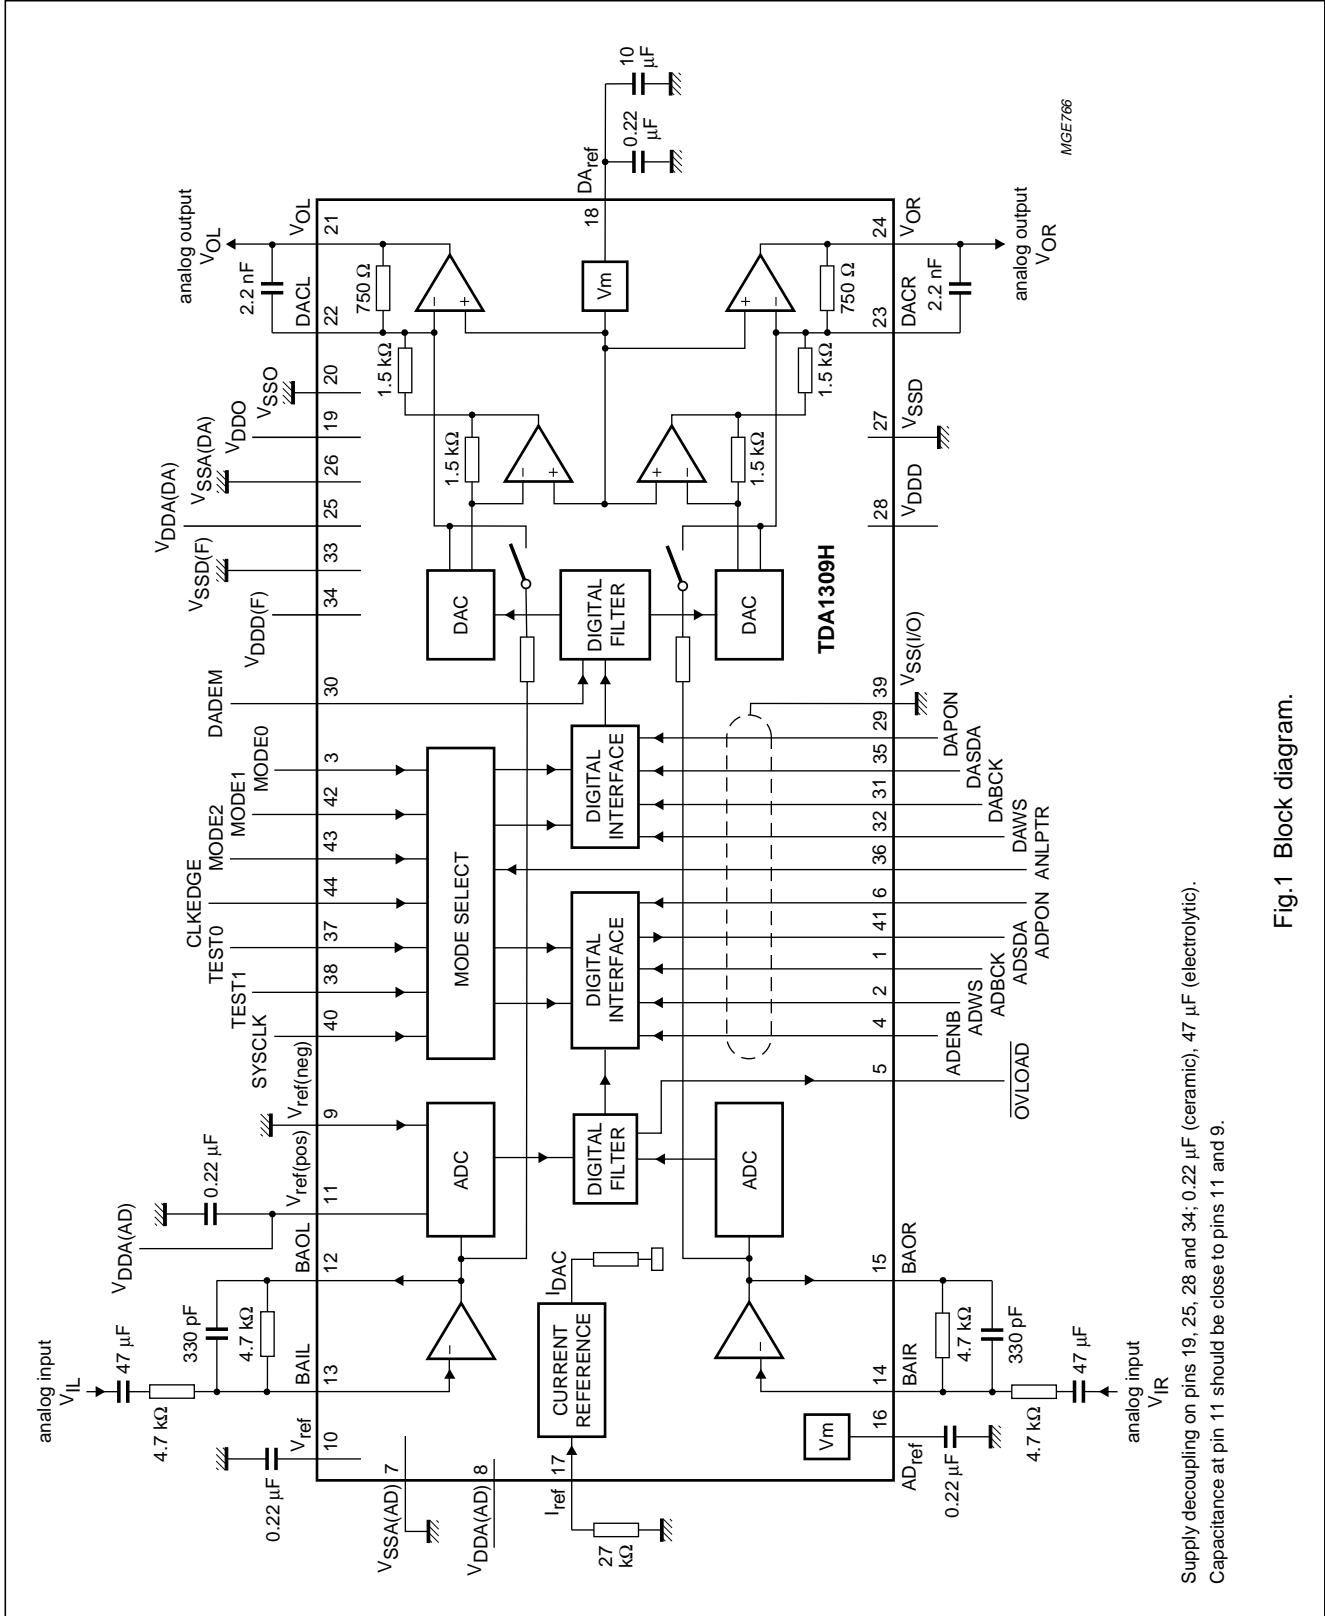 analog input
V_IL
47 µF
4.7 kΩ
330 pF
4.7 kΩ
BAIL
13
0.22 µF
V_ref
10
V_SSA(AD) 7
V_DDA(AD) 8
V_DDA(AD)
BAOL
12
0.22 µF
V_ref(pos)
11
V_ref(neg)
9
SYSCLK
40
TEST1
38
TEST0
37
CLKEDGE
44
MODE2
43
MODE1
42
MODE0
3
DADEM
30
V_DDD(F)
34
V_SSD(F)
33
V_DDA(DA)
25
V_SSA(DA)
26
V_DDO
19
V_SSO
20
DACL
22
2.2 nF
V_OL
21
analog output
V_OL
ADC
MODE SELECT
DAC
1.5 kΩ
1.5 kΩ
750 Ω
−
−
+
−
+
I_ref 17
27
kΩ
CURRENT
REFERENCE
I_DAC
DIGITAL
FILTER
DIGITAL
INTERFACE
DIGITAL
INTERFACE
DIGITAL
FILTER
Vm
18
DA_ref
0.22
µF
10
µF
−
Vm
ADC
DAC
1.5 kΩ
+
−
1.5 kΩ
+
−
750 Ω
TDA1309H
16
AD_ref
0.22 µF
14
BAIR
4.7 kΩ
330 pF
4.7 kΩ
47 µF
analog input
V_IR
15
BAOR
5
OVLOAD
4
ADENB
2
ADWS
1
ADBCK
41
ADSDA
6
ADPON
36
ANLPTR
32
DAWS
31
DABCK
35
DASDA
29
DAPON
39
V_SS(I/O)
28
V_DDD
27
V_SSD
23
DACR
2.2 nF
24
V_OR
analog output
V_OR
MGE766
Supply decoupling on pins 19, 25, 28 and 34; 0.22 µF (ceramic), 47 µF (electrolytic).
Capacitance at pin 11 should be close to pins 11 and 9.
Fig.1 Block diagram.